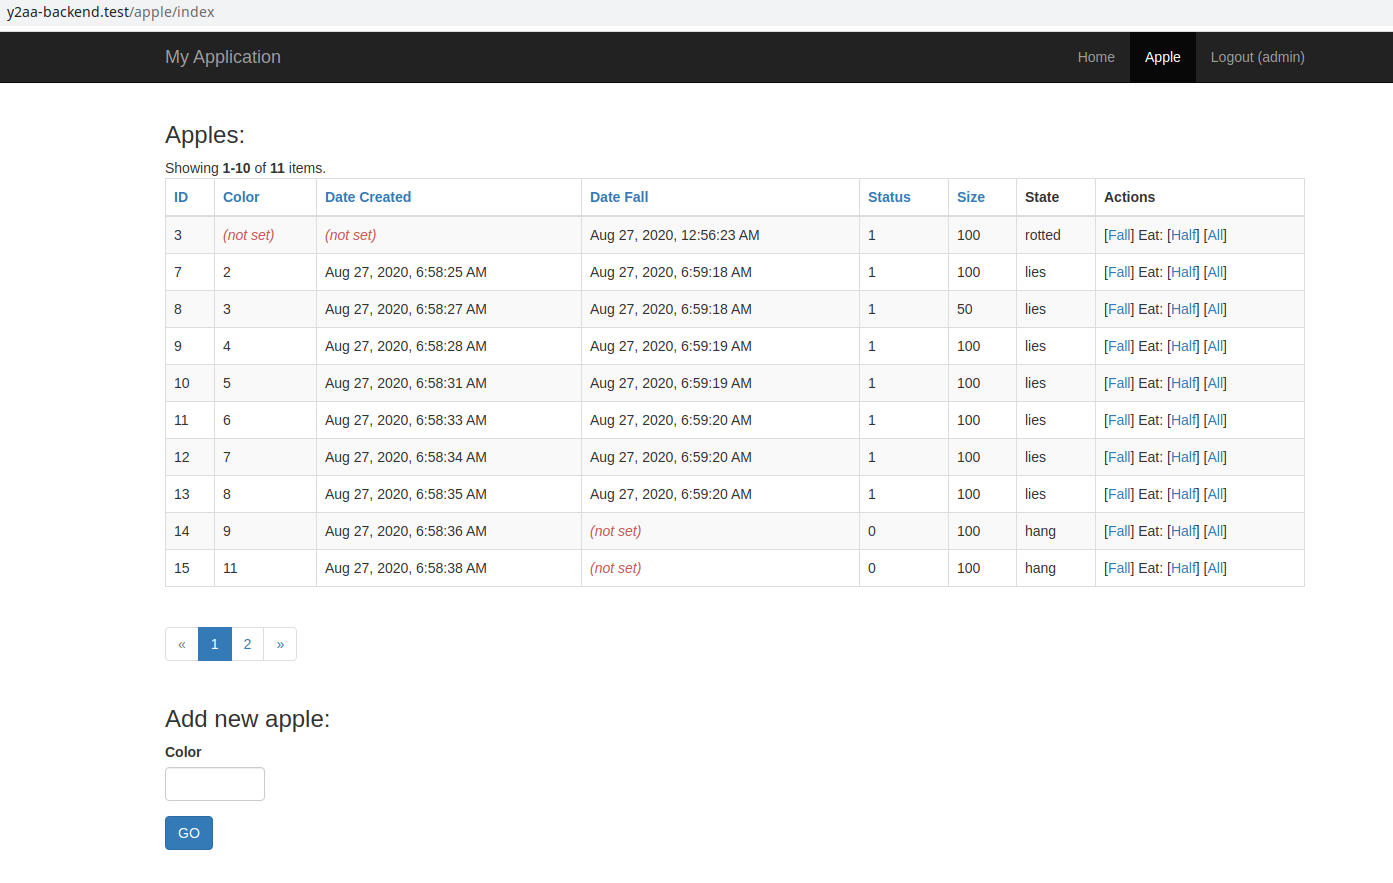 y2aa-backend.test/apple/index
My Application Home Apple Logout (admin)
Apples:
Showing 1-10 of 11 items.
ID Color Date Created Date Fall Status Size State Actions
3 (not set) (not set) Aug 27, 2020, 12:56:23 AM 1 100 rotted [Fall] Eat: [Half] [All]
7 2 Aug 27, 2020, 6:58:25 AM Aug 27, 2020, 6:59:18 AM 1 100 lies [Fall] Eat: [Half] [All]
8 3 Aug 27, 2020, 6:58:27 AM Aug 27, 2020, 6:59:18 AM 1 50 lies [Fall] Eat: [Half] [All]
9 4 Aug 27, 2020, 6:58:28 AM Aug 27, 2020, 6:59:19 AM 1 100 lies [Fall] Eat: [Half] [All]
10 5 Aug 27, 2020, 6:58:31 AM Aug 27, 2020, 6:59:19 AM 1 100 lies [Fall] Eat: [Half] [All]
11 6 Aug 27, 2020, 6:58:33 AM Aug 27, 2020, 6:59:20 AM 1 100 lies [Fall] Eat: [Half] [All]
12 7 Aug 27, 2020, 6:58:34 AM Aug 27, 2020, 6:59:20 AM 1 100 lies [Fall] Eat: [Half] [All]
13 8 Aug 27, 2020, 6:58:35 AM Aug 27, 2020, 6:59:20 AM 1 100 lies [Fall] Eat: [Half] [All]
14 9 Aug 27, 2020, 6:58:36 AM (not set) 0 100 hang [Fall] Eat: [Half] [All]
15 11 Aug 27, 2020, 6:58:38 AM (not set) 0 100 hang [Fall] Eat: [Half] [All]
« 1 2 »
Add new apple:
Color
GO